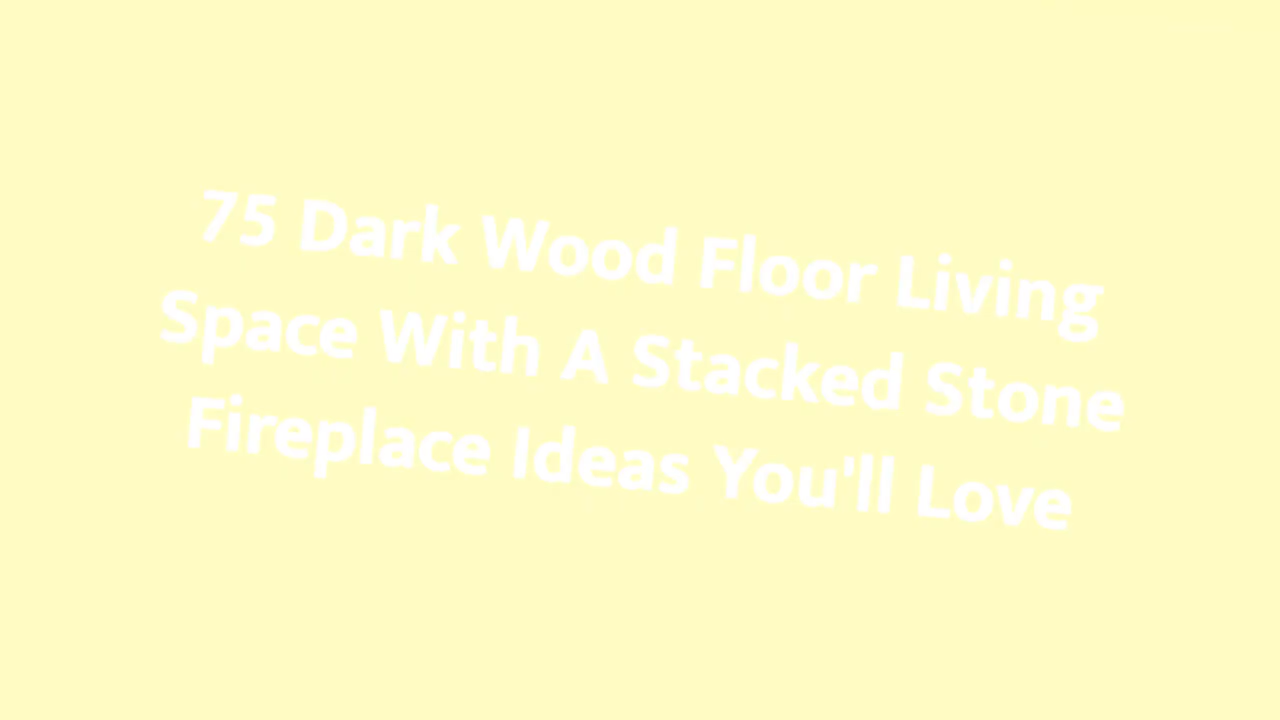 75 Dark Wood Floor Living
Space With A Stacked Stone
Fireplace Ideas You'll Love